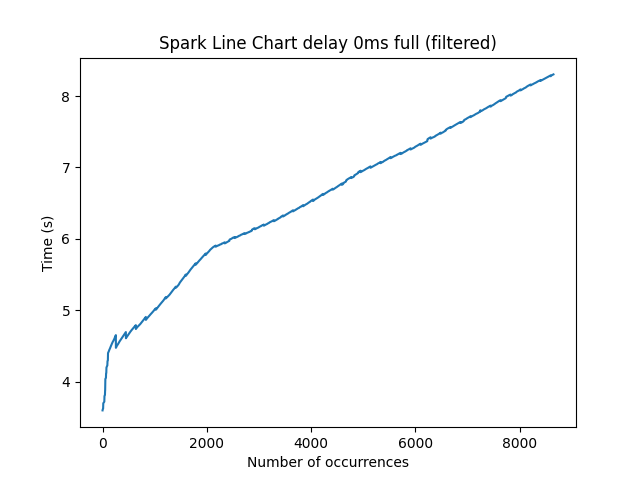 Spark Line Chart delay 0ms full (filtered)
8
7
6
5
4
Time (s)
0 2000 4000 6000 8000
Number of occurrences